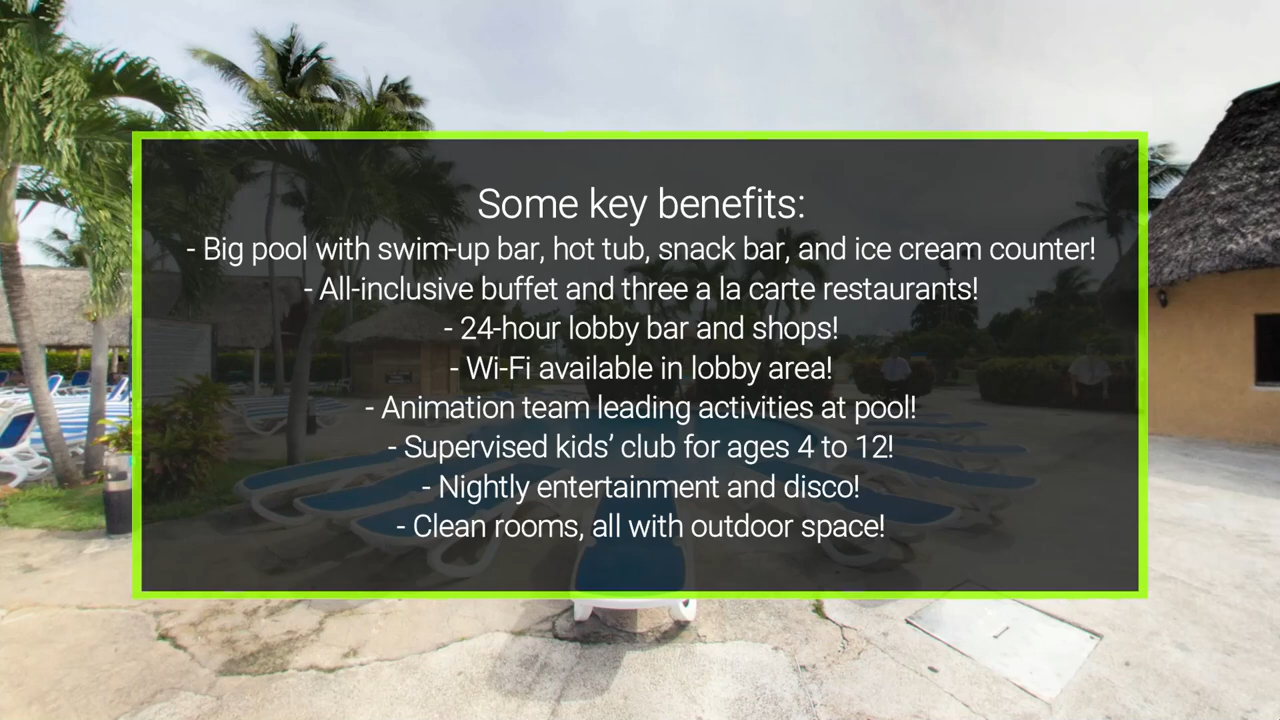 Some key benefits:
- Big pool with swim-up bar, hot tub, snack bar, and ice cream counter!
- All-inclusive buffet and three a la carte restaurants!
- 24-hour lobby bar and shops!
- Wi-Fi available in lobby area!
- Animation team leading activities at pool!
- Supervised kids’ club for ages 4 to 12!
- Nightly entertainment and disco!
- Clean rooms, all with outdoor space!